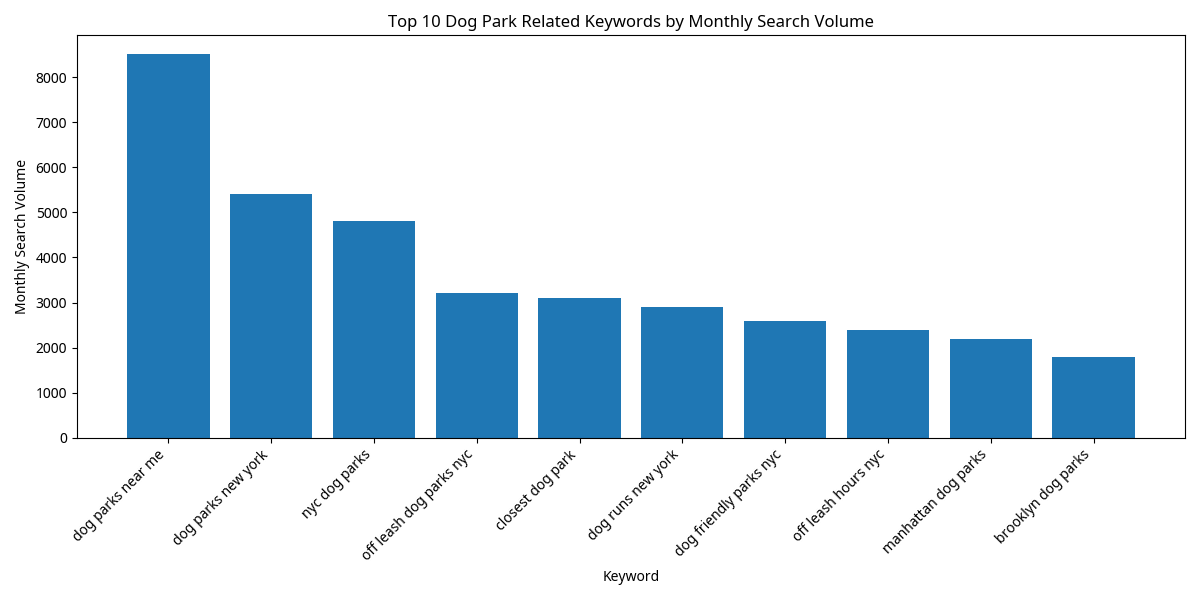 Top 10 Dog Park Related Keywords by Monthly Search Volume
Monthly Search Volume
8000
7000
6000
5000
4000
3000
2000
1000
0
dog parks near me
dog parks new york
nyc dog parks
off leash dog parks nyc
closest dog park
dog runs new york
dog friendly parks nyc
off leash hours nyc
manhattan dog parks
brooklyn dog parks
Keyword